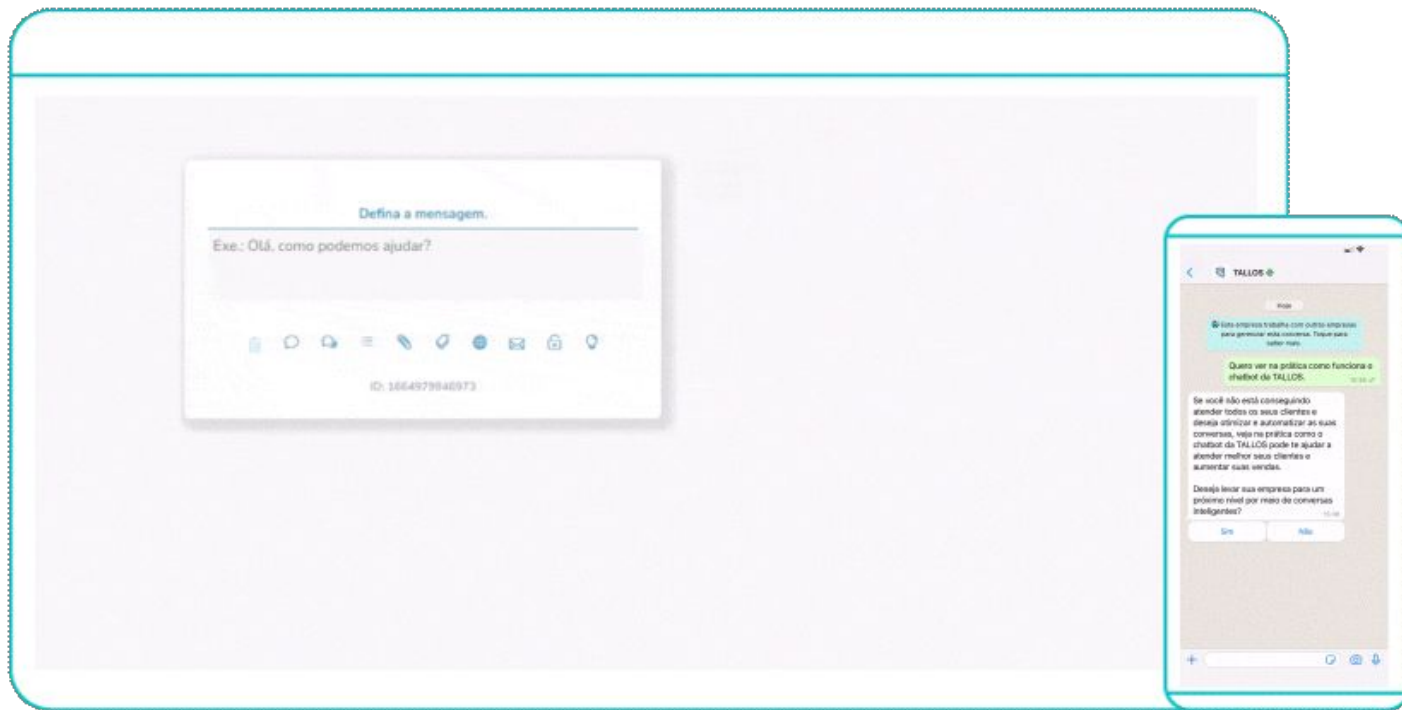 Defina a mensagem.
Exe.: Olá, como podemos ajudar?
ID: 1664979946973
TALLOS
Hoje
Esta empresa trabalha com outras empresas
para gerenciar esta conversa. Toque para
saber mais.
Quero ver na prática como funciona o
chatbot da TALLOS.
Se você não está conseguindo
atender todos os seus clientes e
deseja otimizar e automatizar as suas
conversas, veja na prática como o
chatbot da TALLOS pode te ajudar a
atender melhor seus clientes e
aumentar suas vendas.
Deseja levar sua empresa para um
próximo nível por meio de conversas
inteligentes?
Sim
Não